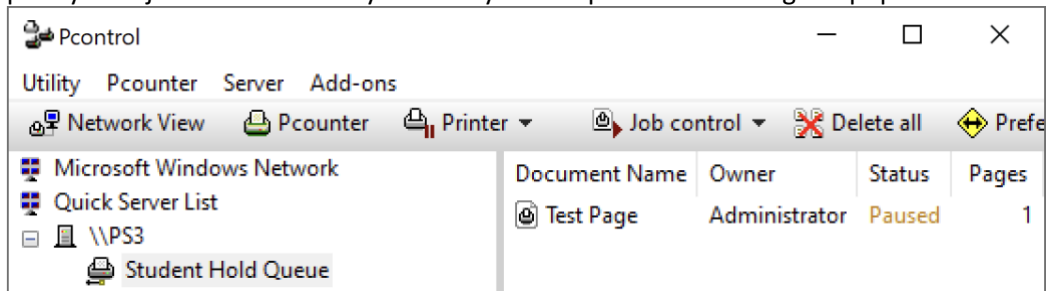 Pcontrol
Utility Pcounter Server Add-ons
Network View Pcounter Printer Job control Delete all Prefe
Microsoft Windows Network
Quick Server List
\\PS3
Student Hold Queue
Document Name Owner Status Pages
Test Page Administrator Paused 1